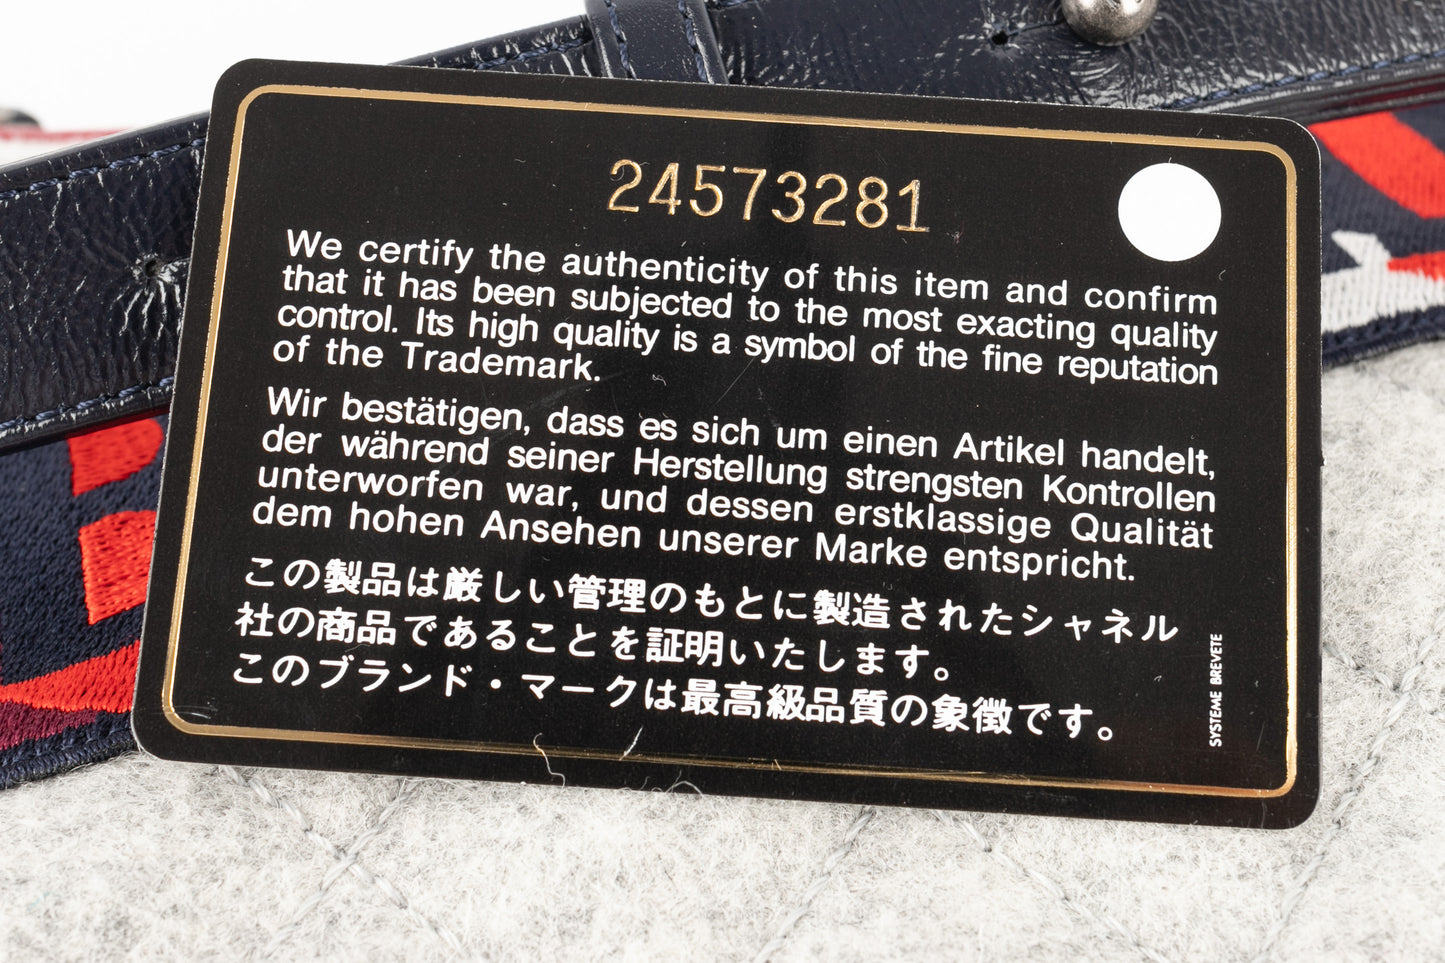 24573281
We certify the authenticity of this item and confirm
that it has been subjected to the most exacting quality
control. Its high quality is a symbol of the fine reputation
of the Trademark.
Wir bestätigen, dass es sich um einen Artikel handelt,
der während seiner Herstellung strengsten Kontrollen
unterworfen war, und dessen erstklassige Qualität
dem hohen Ansehen unserer Marke entspricht.
この製品は厳しい管理のもとに製造されたシャネル
社の商品であることを証明いたします。
このブランド・マークは最高級品質の象徴です。
SYSTEME BREVETE